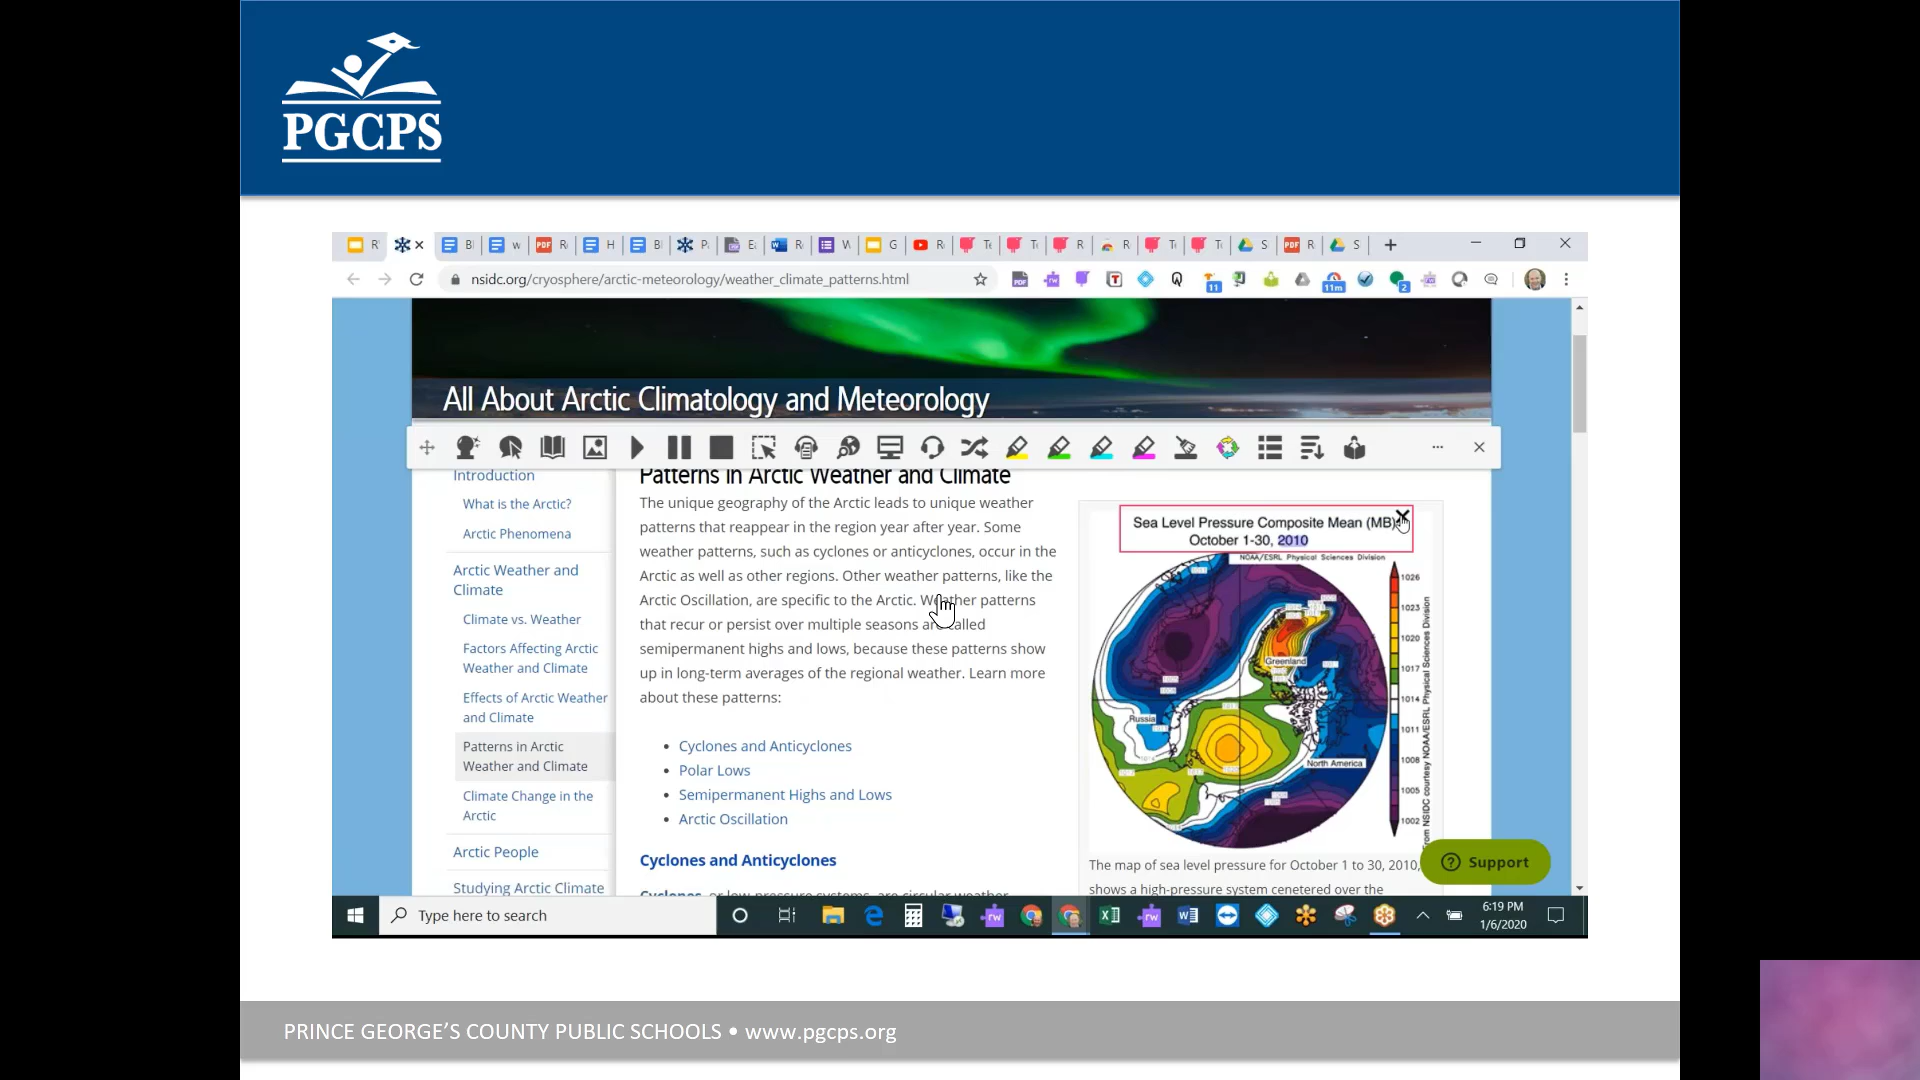 PGCPS
nsidc.org/cryosphere/arctic-meteorology/weather_climate_patterns.html
11
11m
2
All About Arctic Climatology and Meteorology
Introduction
What is the Arctic?
Arctic Phenomena
Arctic Weather and
Climate
Climate vs. Weather
Factors Affecting Arctic
Weather and Climate
Effects of Arctic Weather
and Climate
Patterns in Arctic
Weather and Climate
Climate Change in the
Arctic
Arctic People
Studying Arctic Climate
Patterns in Arctic Weather and Climate
The unique geography of the Arctic leads to unique weather
patterns that reappear in the region year after year. Some
weather patterns, such as cyclones or anticyclones, occur in the
Arctic as well as other regions. Other weather patterns, like the
Arctic Oscillation, are specific to the Arctic. Weather patterns
that recur or persist over multiple seasons are called
semipermanent highs and lows, because these patterns show
up in long-term averages of the regional weather. Learn more
about these patterns:
Cyclones and Anticyclones
Polar Lows
Semipermanent Highs and Lows
Arctic Oscillation
Cyclones and Anticyclones
Sea Level Pressure Composite Mean (MB)
October 1-30, 2010
NOAA/ESRL Physical Sciences Division
Greenland
Russia
North America
1026
1023
1020
1017
1014
1011
1008
1005
1002
From NSIDC courtesy NOAA/ESRL Physical Sciences Division
The map of sea level pressure for October 1 to 30, 2010,
shows a high-pressure system cenetered over the
Support
Type here to search
6:19 PM
1/6/2020
PRINCE GEORGE'S COUNTY PUBLIC SCHOOLS • www.pgcps.org